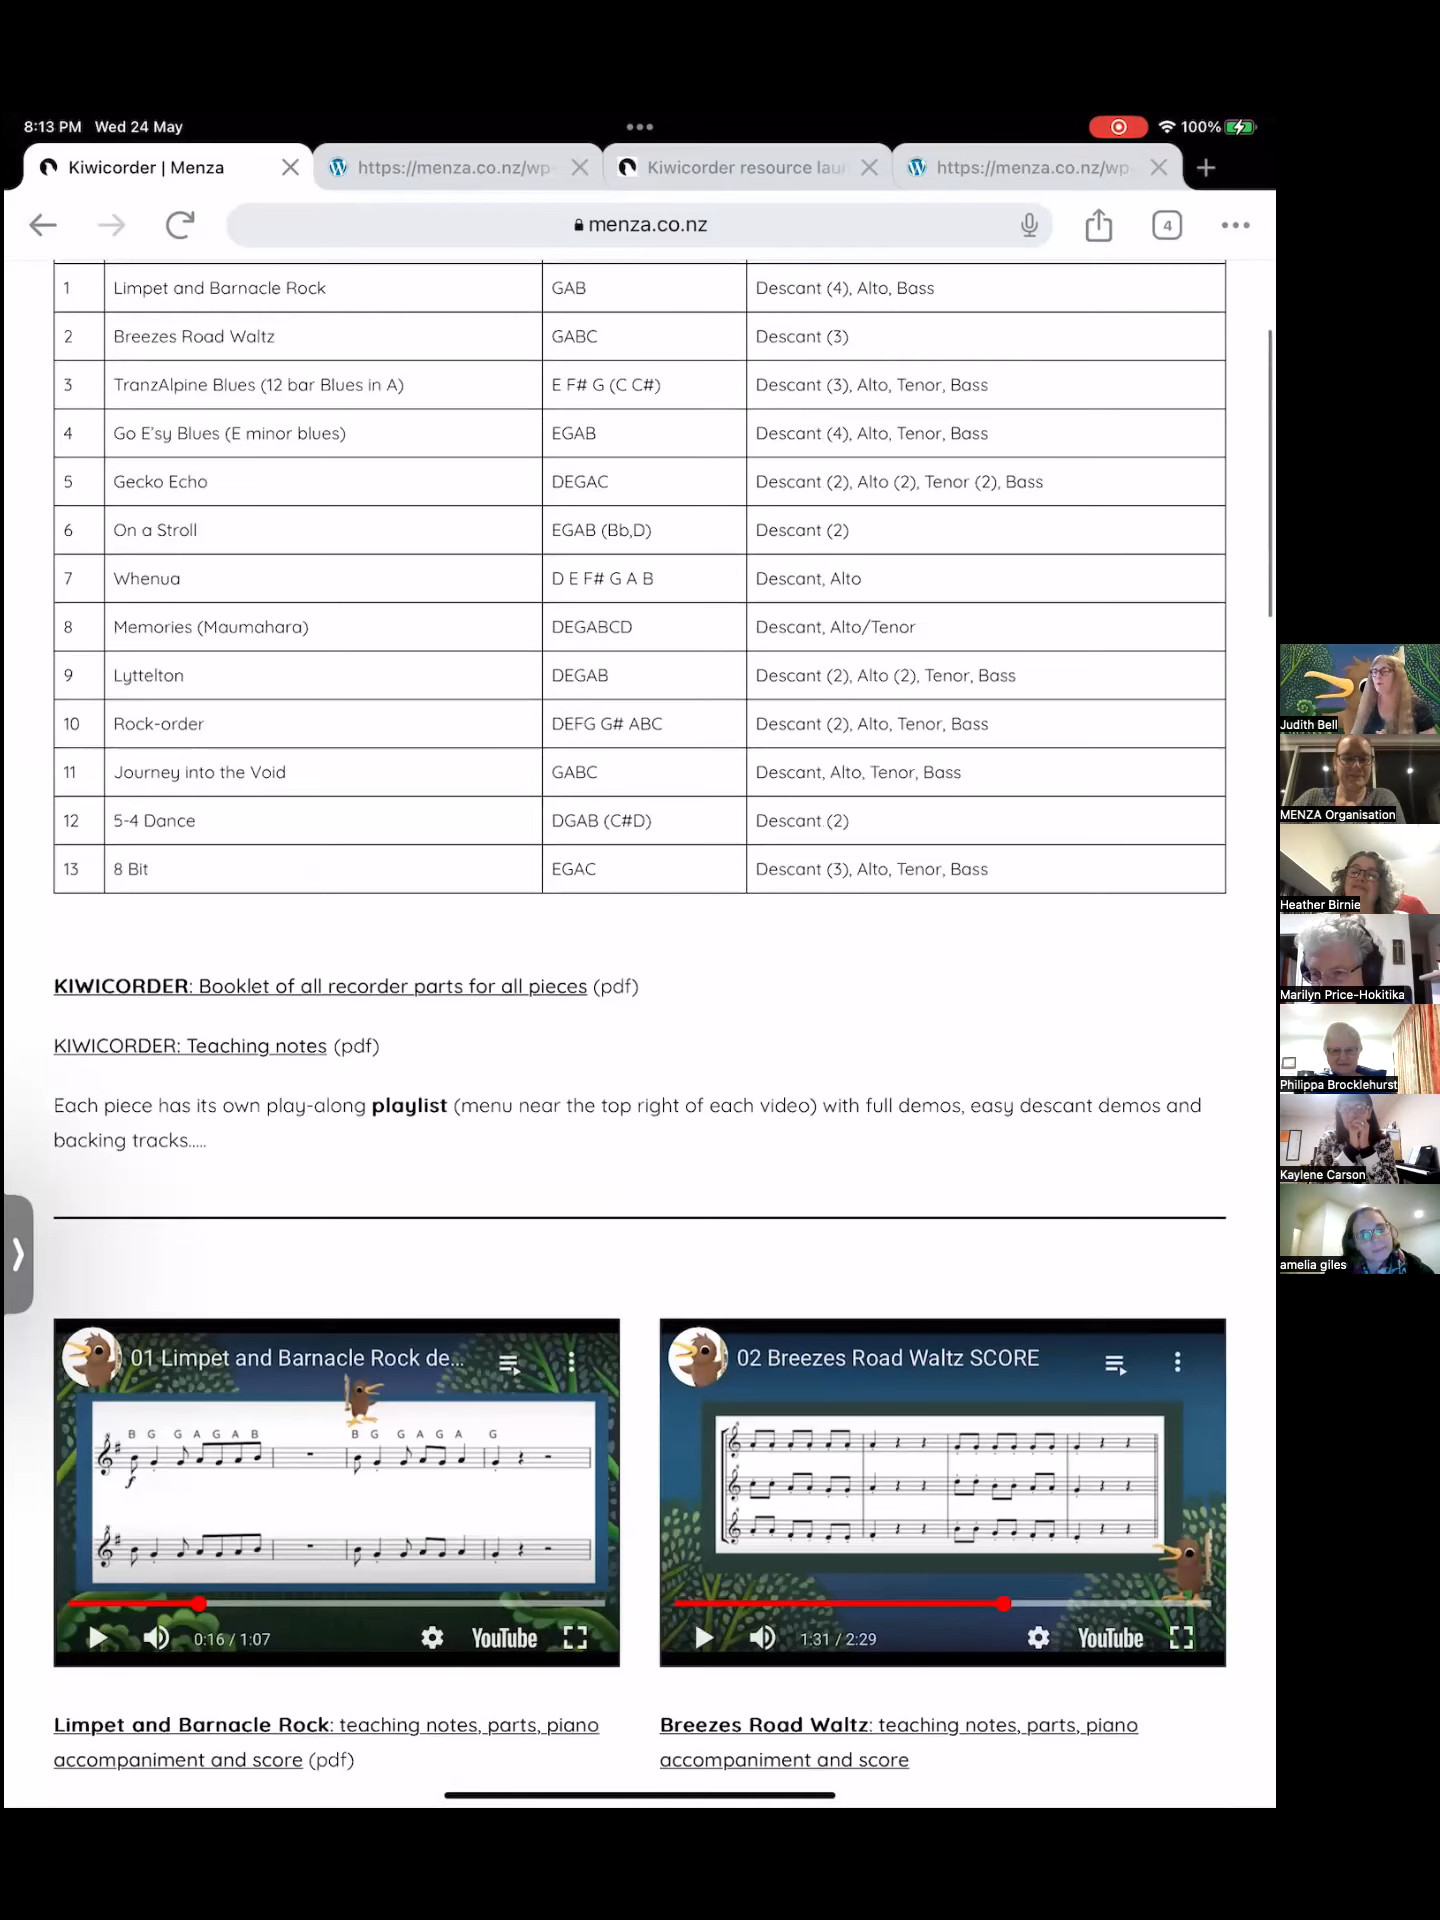 8:13 PM Wed 24 May
100%
Kiwicorder | Menza
https://menza.co.nz/wp-
Kiwicorder resource laun
https://menza.co.nz/wp-
menza.co.nz
4
1 Limpet and Barnacle Rock GAB Descant (4), Alto, Bass
2 Breezes Road Waltz GABC Descant (3)
3 TranzAlpine Blues (12 bar Blues in A) E F# G (C C#) Descant (3), Alto, Tenor, Bass
4 Go E'sy Blues (E minor blues) EGAB Descant (4), Alto, Tenor, Bass
5 Gecko Echo DEGAC Descant (2), Alto (2), Tenor (2), Bass
6 On a Stroll EGAB (Bb,D) Descant (2)
7 Whenua D E F# G A B Descant, Alto
8 Memories (Maumahara) DEGABCD Descant, Alto/Tenor
9 Lyttelton DEGAB Descant (2), Alto (2), Tenor, Bass
10 Rock-order DEFG G# ABC Descant (2), Alto, Tenor, Bass
11 Journey into the Void GABC Descant, Alto, Tenor, Bass
12 5-4 Dance DGAB (C#D) Descant (2)
13 8 Bit EGAC Descant (3), Alto, Tenor, Bass
KIWICORDER: Booklet of all recorder parts for all pieces (pdf)
KIWICORDER: Teaching notes (pdf)
Each piece has its own play-along playlist (menu near the top right of each video) with full demos, easy descant demos and
backing tracks.....
01 Limpet and Barnacle Rock de...
B G G A G A B B G G A G A G
f
0:16 / 1:07
YouTube
02 Breezes Road Waltz SCORE
1:31 / 2:29
YouTube
Limpet and Barnacle Rock: teaching notes, parts, piano
accompaniment and score (pdf)
Breezes Road Waltz: teaching notes, parts, piano
accompaniment and score
Judith Bell
MENZA Organisation
Heather Birnie
Marilyn Price-Hokitika
Philippa Brocklehurst
Kaylene Carson
amelia giles